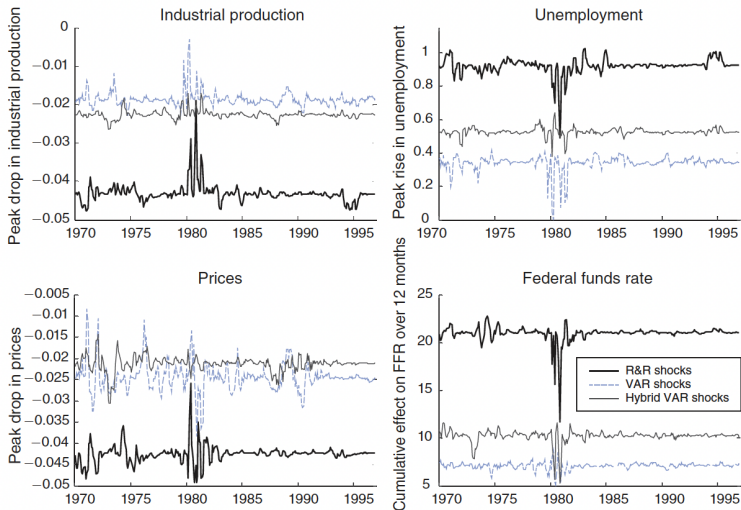 Industrial production
Peak drop in industrial production
0
−0.01
−0.02
−0.03
−0.04
−0.05
1970 1975 1980 1985 1990 1995
Unemployment
Peak rise in unemployment
1
0.8
0.6
0.4
0.2
0
1970 1975 1980 1985 1990 1995
Prices
Peak drop in prices
−0.005
−0.01
−0.015
−0.02
−0.025
−0.03
−0.035
−0.04
−0.045
−0.05
1970 1975 1980 1985 1990 1995
Federal funds rate
Cumulative effect on FFR over 12 months
25
20
15
10
5
1970 1975 1980 1985 1990 1995
R&R shocks
VAR shocks
Hybrid VAR shocks